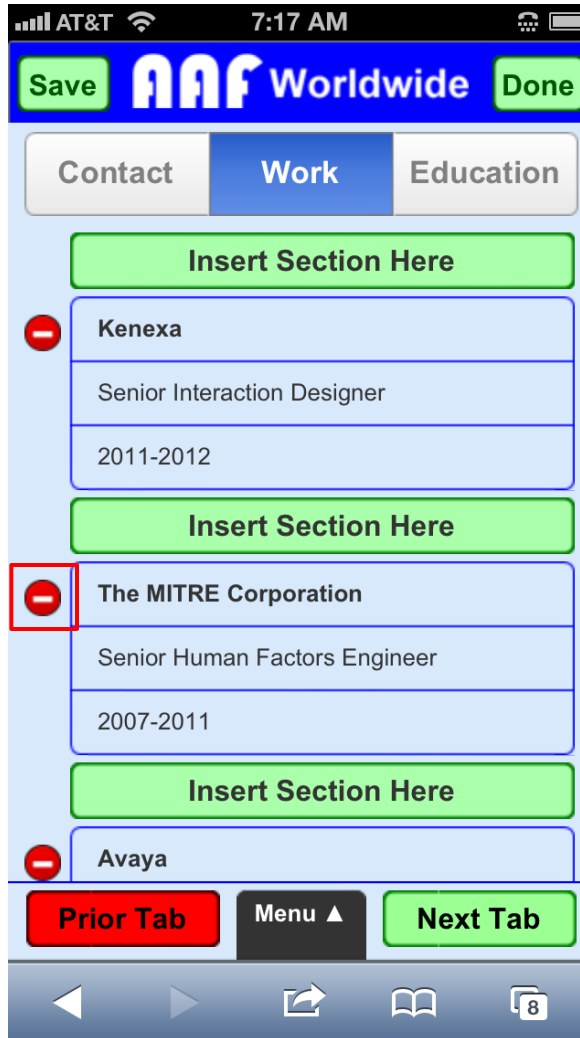 AT&T 7:17 AM
Save AAF Worldwide Done
Contact Work Education
Insert Section Here
Kenexa
Senior Interaction Designer
2011-2012
Insert Section Here
The MITRE Corporation
Senior Human Factors Engineer
2007-2011
Insert Section Here
Avaya
Prior Tab Menu ▲ Next Tab
8